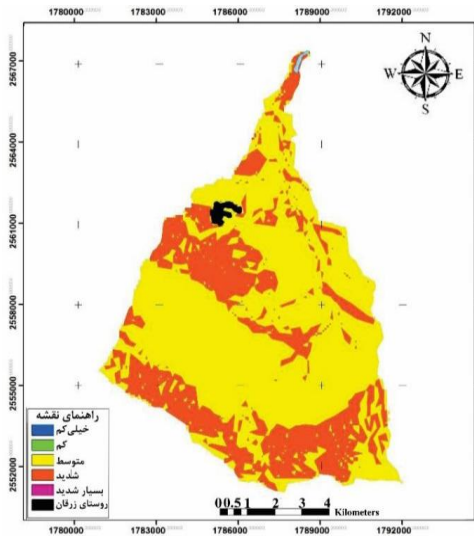 1780000 1783000 1786000 1789000 1792000
N
W E
S
2567000
2564000
2561000
2558000
2555000
2552000
راهنمای نقشه
خیلی کم
کم
متوسط
شدید
بسیار شدید
روستای زرقان
0 0.5 1 2 3 4
Kilometers
1780000 1783000 1786000 1789000 1792000